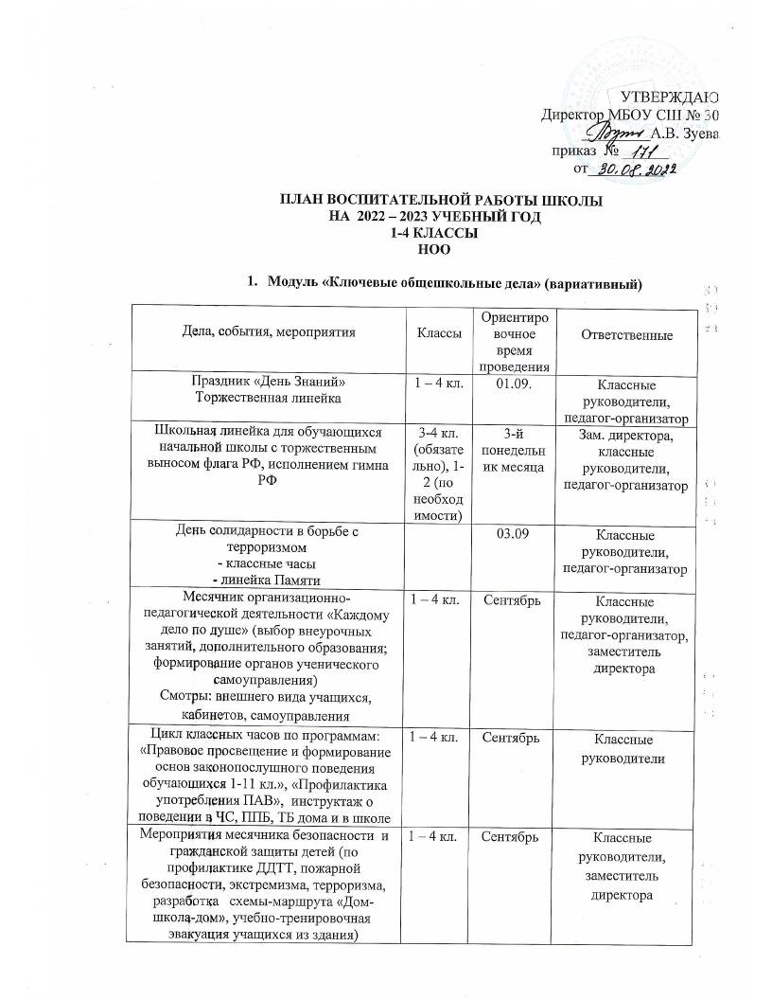 УТВЕРЖДАЮ
Директор МБОУ СШ № 30
А.В. Зуева
приказ № 171
от 30.08.2022
ПЛАН ВОСПИТАТЕЛЬНОЙ РАБОТЫ ШКОЛЫ
НА 2022 – 2023 УЧЕБНЫЙ ГОД
1-4 КЛАССЫ
НОО
1. Модуль «Ключевые общешкольные дела» (вариативный)
Дела, события, мероприятия
Классы
Ориентиро
вочное
время
проведения
Ответственные
Праздник «День Знаний»
Торжественная линейка
1 – 4 кл.
01.09.
Классные
руководители,
педагог-организатор
Школьная линейка для обучающихся
начальной школы с торжественным
выносом флага РФ, исполнением гимна
РФ
3-4 кл.
(обязате
льно), 1-
2 (по
необход
имости)
3-й
понедельн
ик месяца
Зам. директора,
классные
руководители,
педагог-организатор
День солидарности в борьбе с
терроризмом
- классные часы
- линейка Памяти
03.09
Классные
руководители,
педагог-организатор
Месячник организационно-
педагогической деятельности «Каждому
дело по душе» (выбор внеурочных
занятий, дополнительного образования;
формирование органов ученического
самоуправления)
Смотры: внешнего вида учащихся,
кабинетов, самоуправления
1 – 4 кл.
Сентябрь
Классные
руководители,
педагог-организатор,
заместитель
директора
Цикл классных часов по программам:
«Правовое просвещение и формирование
основ законопослушного поведения
обучающихся 1-11 кл.», «Профилактика
употребления ПАВ», инструктаж о
поведении в ЧС, ППБ, ТБ дома и в школе
1 – 4 кл.
Сентябрь
Классные
руководители
Мероприятия месячника безопасности и
гражданской защиты детей (по
профилактике ДДТТ, пожарной
безопасности, экстремизма, терроризма,
разработка схемы-маршрута «Дом-
школа-дом», учебно-тренировочная
эвакуация учащихся из здания)
1 – 4 кл.
Сентябрь
Классные
руководители,
заместитель
директора